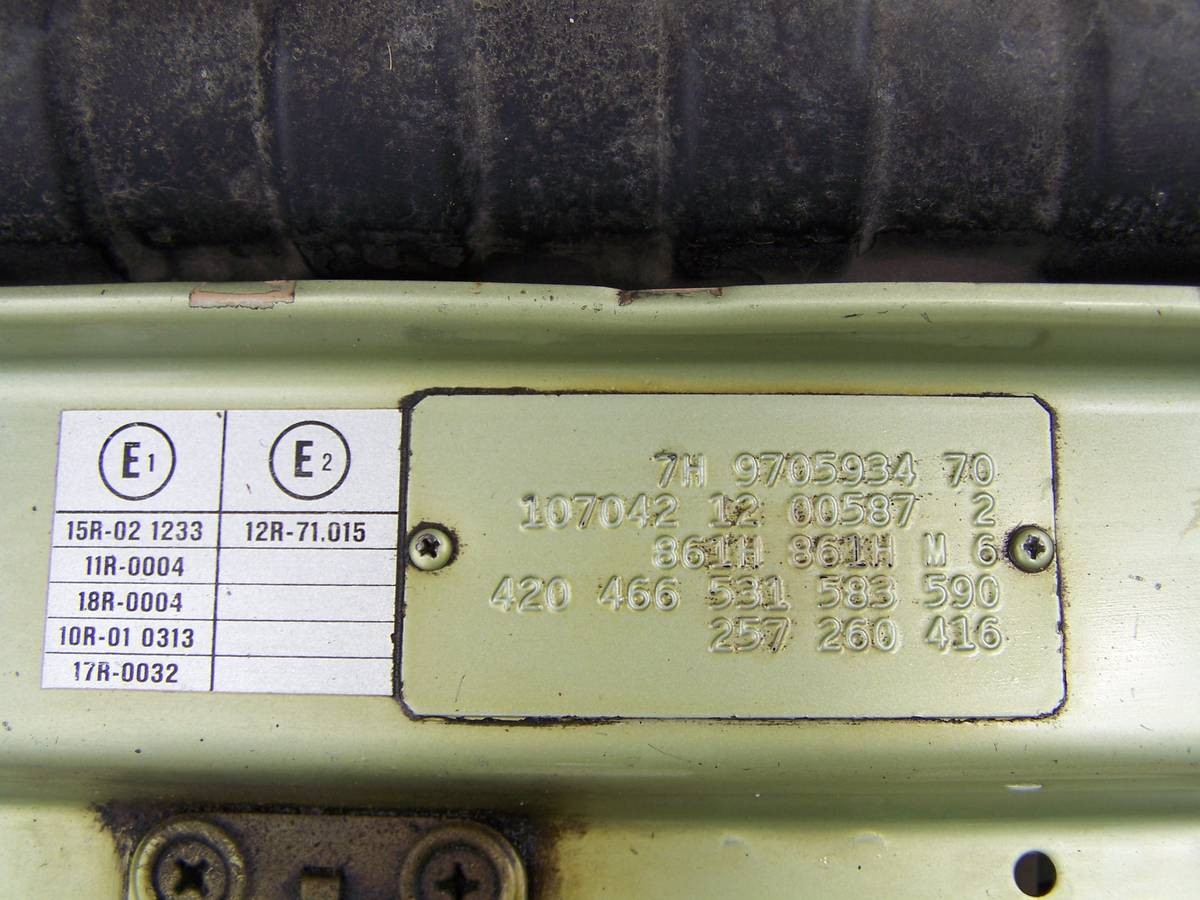 E1 E2
15R-02 1233 12R-71.015
11R-0004
18R-0004
10R-01 0313
17R-0032
7H 9705934 70
107042 12 00587 2
861H 861H M 6
420 466 531 583 590
257 260 416